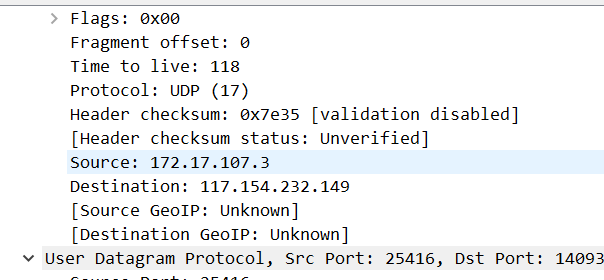 Flags: 0x00
Fragment offset: 0
Time to live: 118
Protocol: UDP (17)
Header checksum: 0x7e35 [validation disabled]
[Header checksum status: Unverified]
Source: 172.17.107.3
Destination: 117.154.232.149
[Source GeoIP: Unknown]
[Destination GeoIP: Unknown]
User Datagram Protocol, Src Port: 25416, Dst Port: 14093
Source Port: 25416